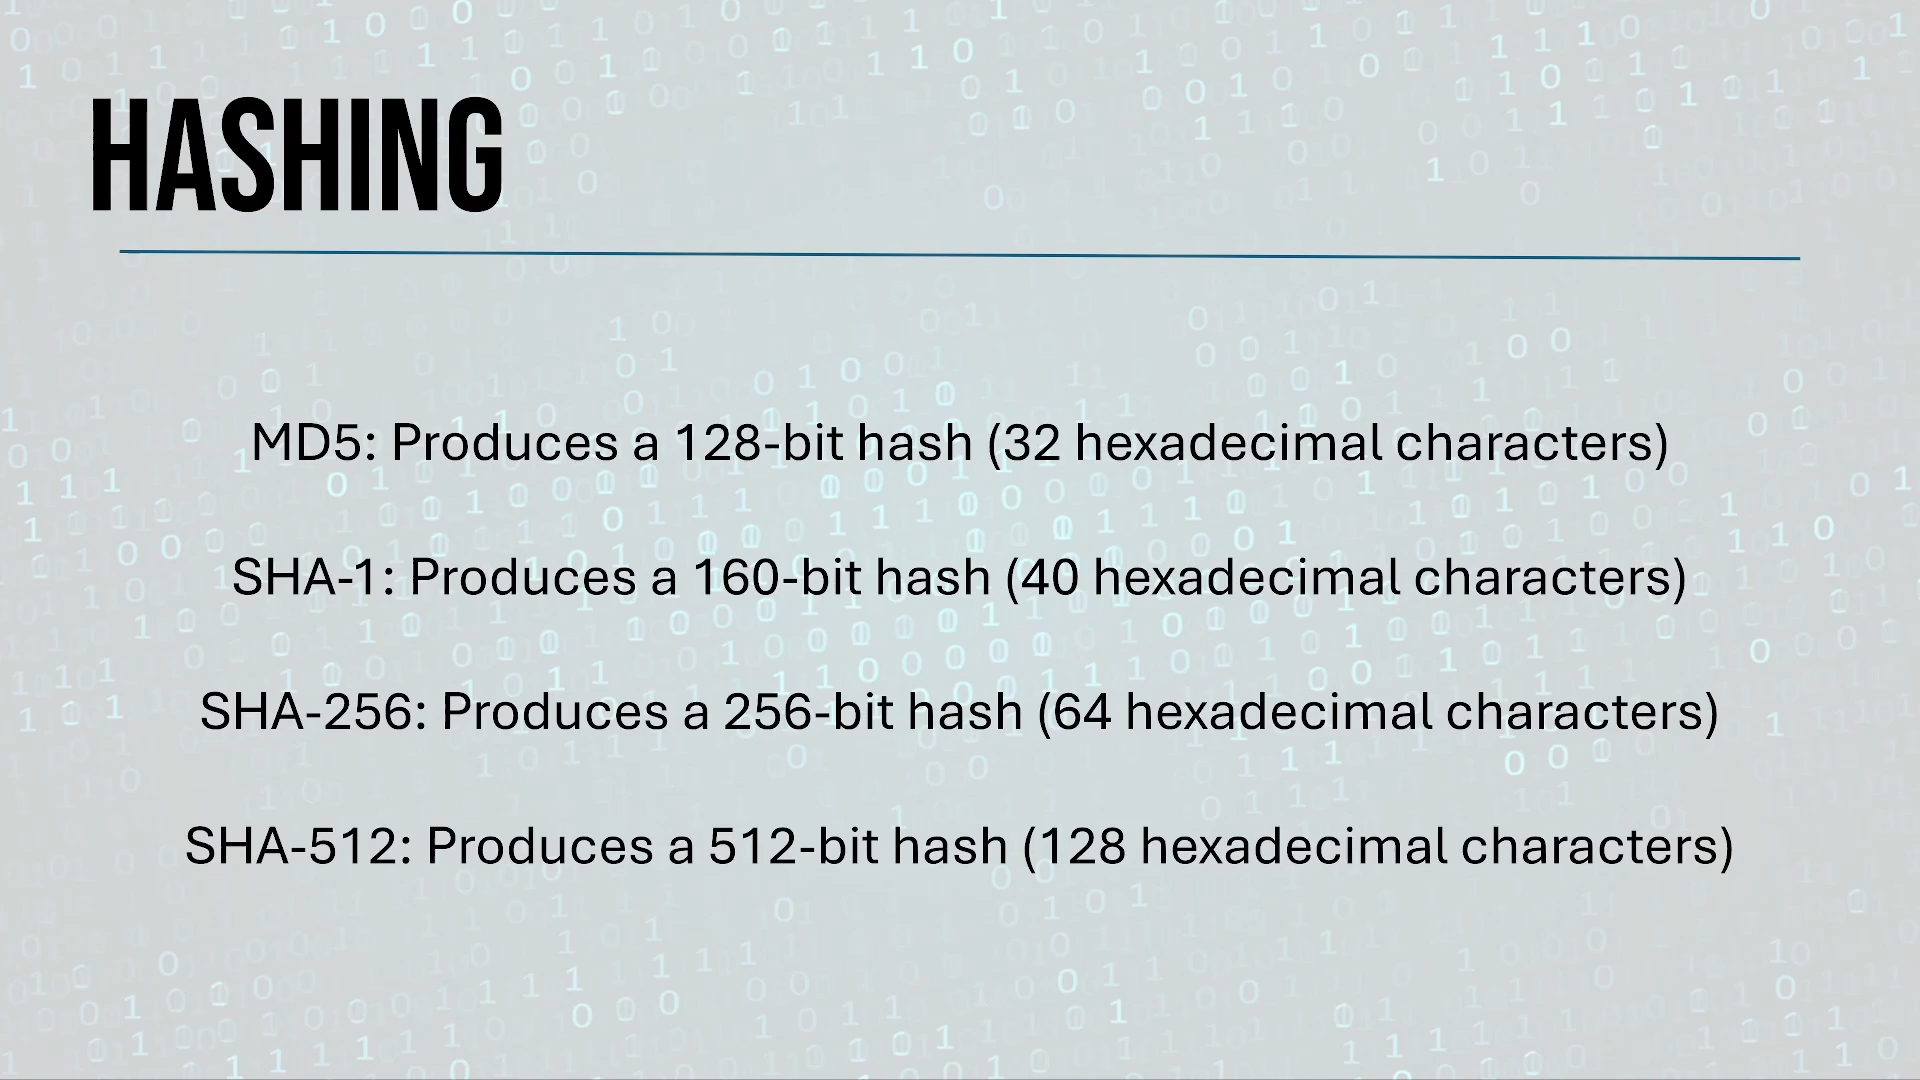 HASHING
MD5: Produces a 128-bit hash (32 hexadecimal characters)
SHA-1: Produces a 160-bit hash (40 hexadecimal characters)
SHA-256: Produces a 256-bit hash (64 hexadecimal characters)
SHA-512: Produces a 512-bit hash (128 hexadecimal characters)